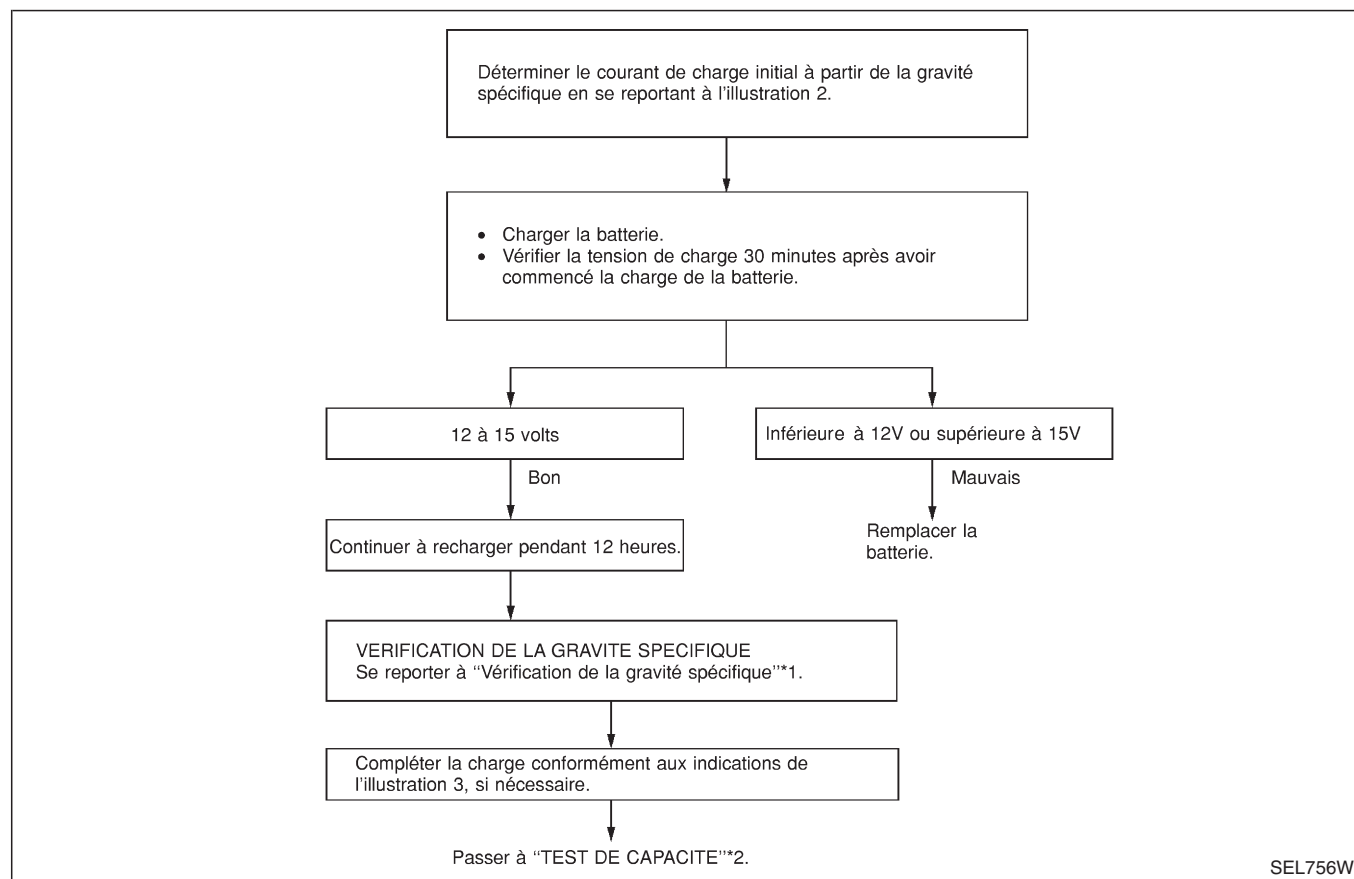 Déterminer le courant de charge initial à partir de la gravité
spécifique en se reportant à l'illustration 2.
• Charger la batterie.
• Vérifier la tension de charge 30 minutes après avoir
commencé la charge de la batterie.
12 à 15 volts
Inférieure à 12V ou supérieure à 15V
Bon
Mauvais
Continuer à recharger pendant 12 heures.
Remplacer la
batterie.
VERIFICATION DE LA GRAVITE SPECIFIQUE
Se reporter à ‘‘Vérification de la gravité spécifique’’*1.
Compléter la charge conformément aux indications de
l'illustration 3, si nécessaire.
Passer à ‘‘TEST DE CAPACITE’’*2.
SEL756W